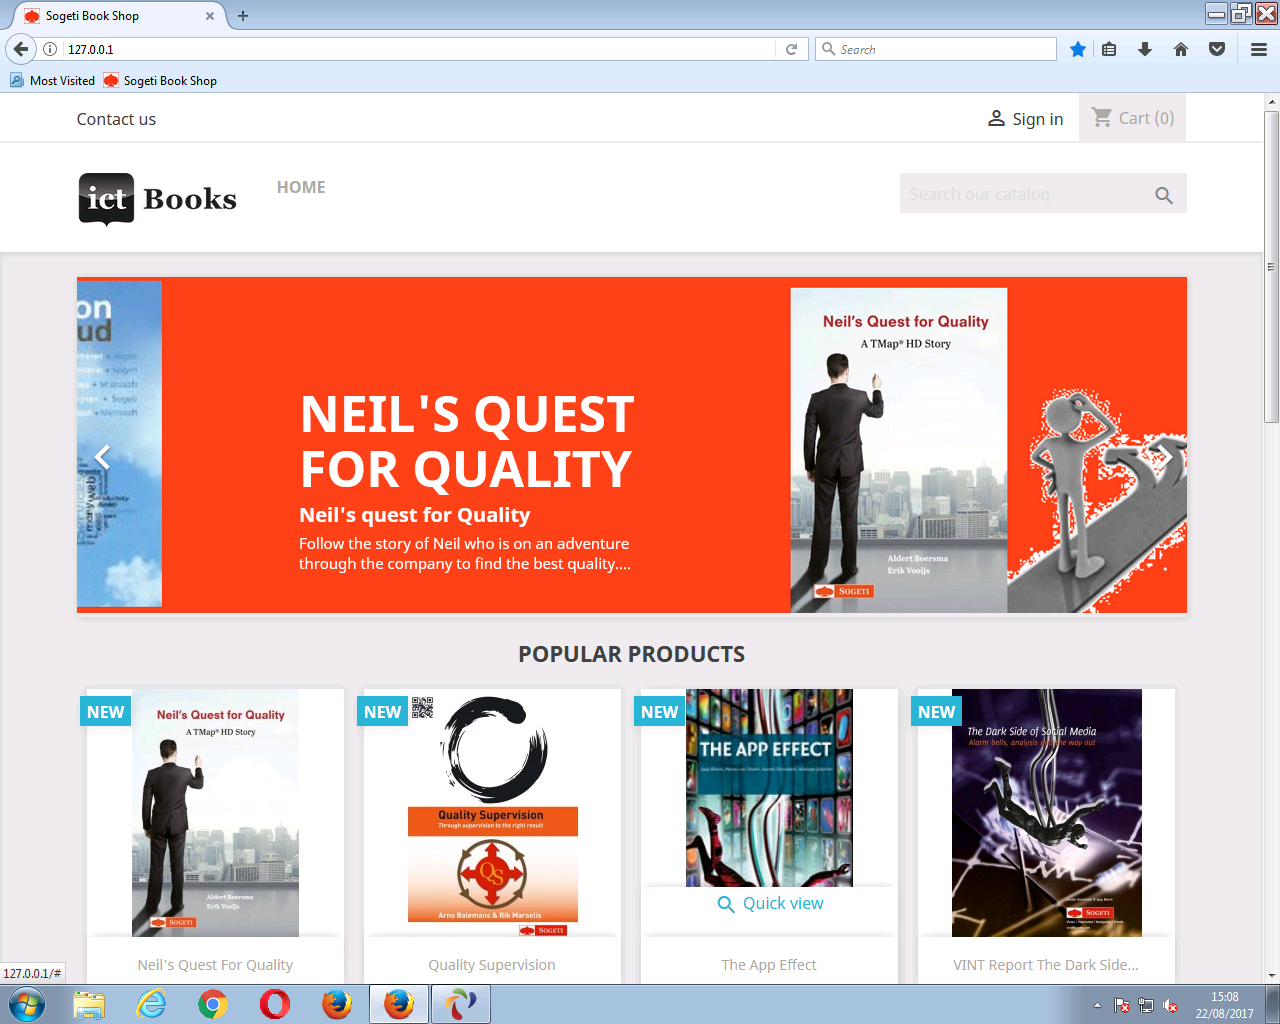 Sogeti Book Shop
127.0.0.1
Search
Most Visited
Sogeti Book Shop
Contact us
Sign in
Cart (0)
ict Books
HOME
Search our catalog
on
ud
NEIL'S QUEST
FOR QUALITY
Neil's quest for Quality
Follow the story of Neil who is on an adventure
through the company to find the best quality....
Neil's Quest for Quality
A TMap® HD Story
Aldert Boersma
Erik Vooijs
SOGETI
POPULAR PRODUCTS
NEW
Neil's Quest for Quality
A TMap® HD Story
Aldert Boersma
Erik Vooijs
SOGETI
NEW
Quality Supervision
Through supervision to the right result
QS
Arno Balemans & Rik Marselis
SOGETI
NEW
THE APP EFFECT
Quick view
NEW
The Dark Side of Social Media
Alarm bells, analysis and the way out
SOGETI
Neil's Quest For Quality
Quality Supervision
The App Effect
VINT Report The Dark Side...
127.0.0.1/#
15:08
22/08/2017